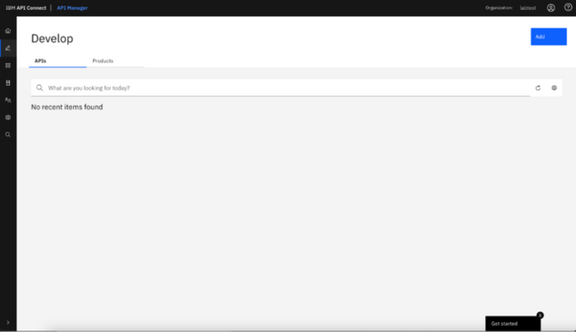 IBM API Connect | API Manager
Organization:
Develop
Add
APIs
Products
What are you looking for today?
No recent items found
Get started